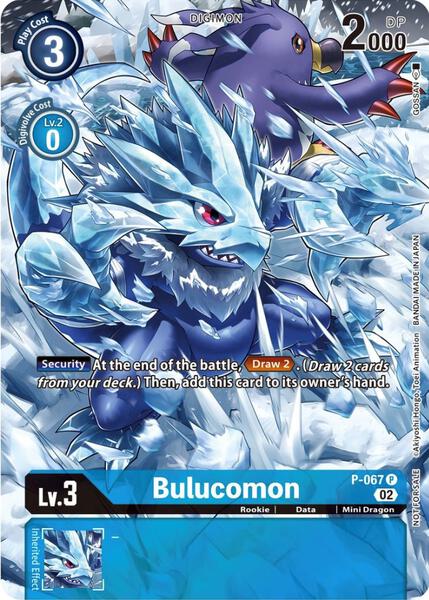 DIGIMON
Play Cost
3
2000 DP
Digivolve Cost
Lv.2
0
GOSSAN
Security At the end of the battle, Draw 2 . (Draw 2 cards
from your deck.) Then, add this card to its owner's hand.
©Akiyoshi Hongo, Toei Animation
BANDAI MADE IN JAPAN
NOT FOR SALE
Lv.3
Bulucomon
P-067 P
02
Rookie | Data | Mini Dragon
Inherited Effect
-